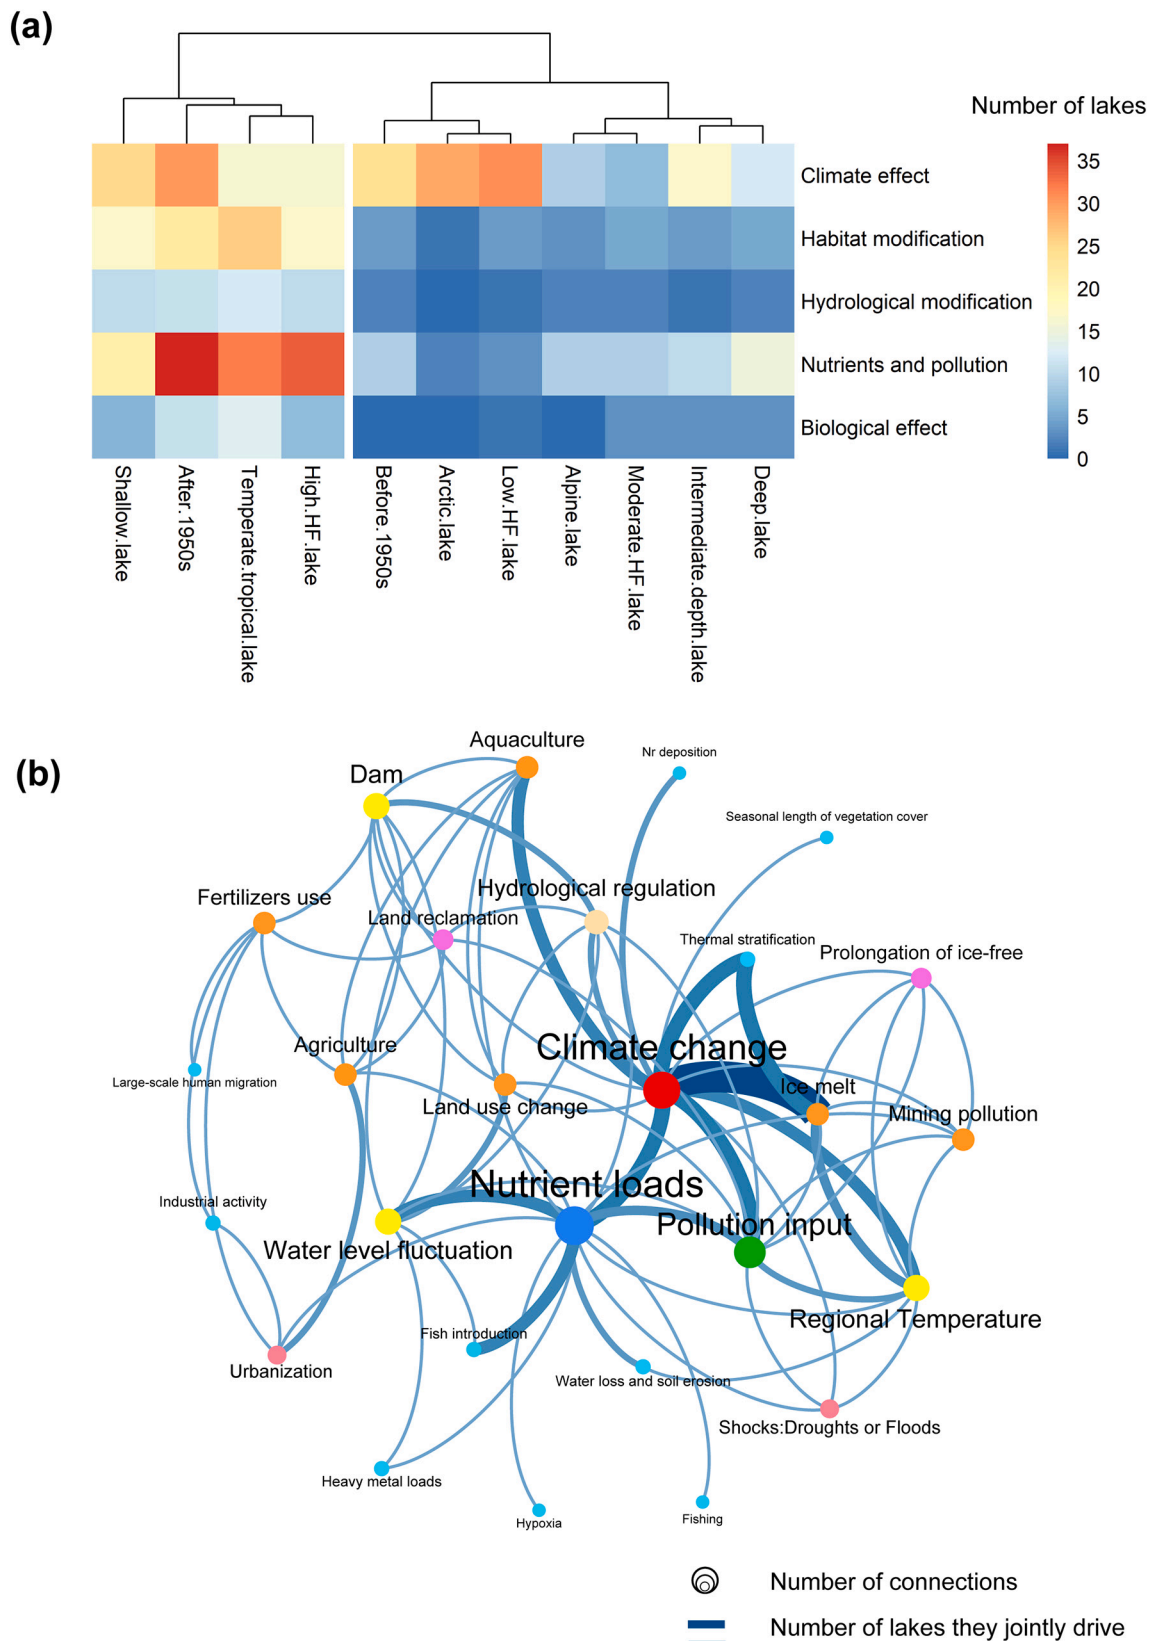 (a)
Number of lakes
Climate effect
Habitat modification
Hydrological modification
Nutrients and pollution
Biological effect
35
30
25
20
15
10
5
0
Shallow.lake
After.1950s
Temperate.tropical.lake
High.HF.lake
Before.1950s
Arctic.lake
Low.HF.lake
Alpine.lake
Moderate.HF.lake
Intermediate.depth.lake
Deep.lake
(b)
Aquaculture
Nr deposition
Dam
Seasonal length of vegetation cover
Fertilizers use
Hydrological regulation
Land reclamation
Thermal stratification
Prolongation of ice-free
Agriculture
Climate change
Large-scale human migration
Ice melt
Land use change
Mining pollution
Nutrient loads
Industrial activity
Pollution input
Water level fluctuation
Regional Temperature
Fish introduction
Urbanization
Water loss and soil erosion
Shocks:Droughts or Floods
Heavy metal loads
Hypoxia
Fishing
Number of connections
Number of lakes they jointly drive